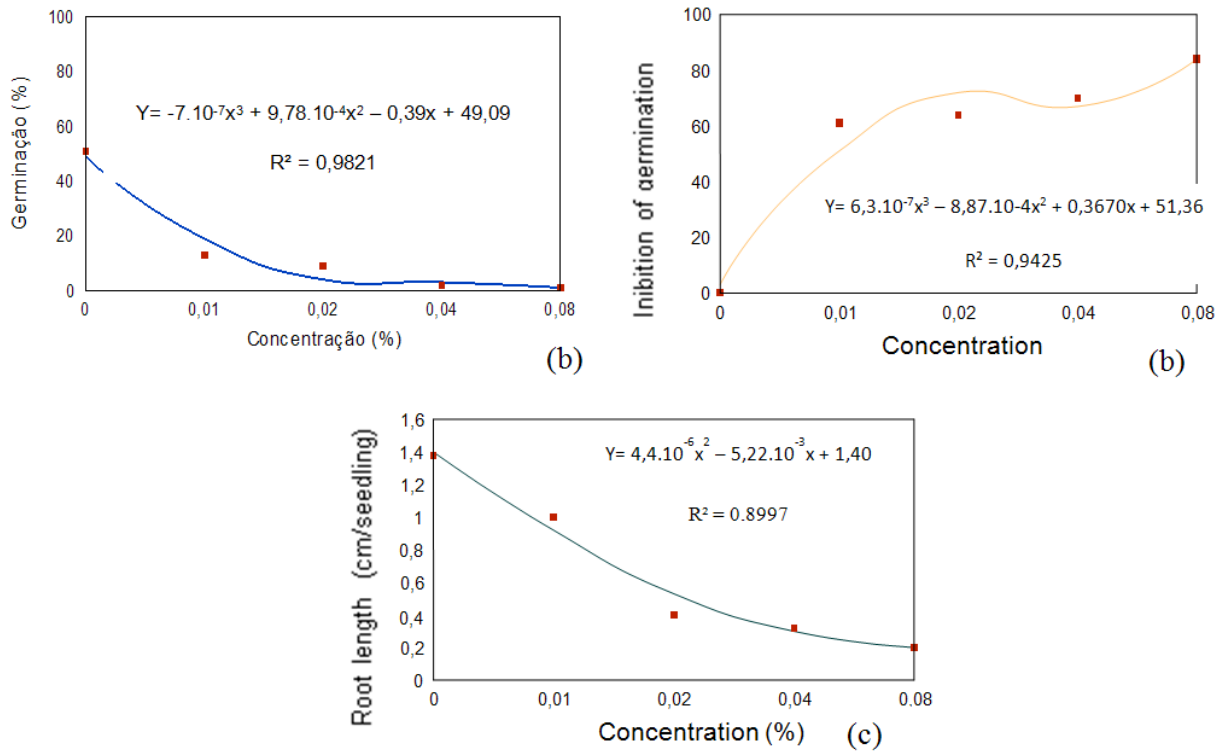 100
80
60
40
20
0
Germinação (%)
Y= -7.10⁻⁷x³ + 9,78.10⁻⁴x² – 0,39x + 49,09
R² = 0,9821
0 0,01 0,02 0,04 0,08
Concentração (%)
(b)
100
80
60
40
20
0
Inibition of germination
Y= 6,3.10⁻⁷x³ – 8,87.10-4x² + 0,3670x + 51,36
R² = 0,9425
0 0,01 0,02 0,04 0,08
Concentration
(b)
1,6
1,4
1,2
1
0,8
0,6
0,4
0,2
0
Root length (cm/seedling)
Y= 4,4.10⁻⁶x² – 5,22.10⁻³x + 1,40
R² = 0.8997
0 0,01 0,02 0,04 0.08
Concentration (%)
(c)